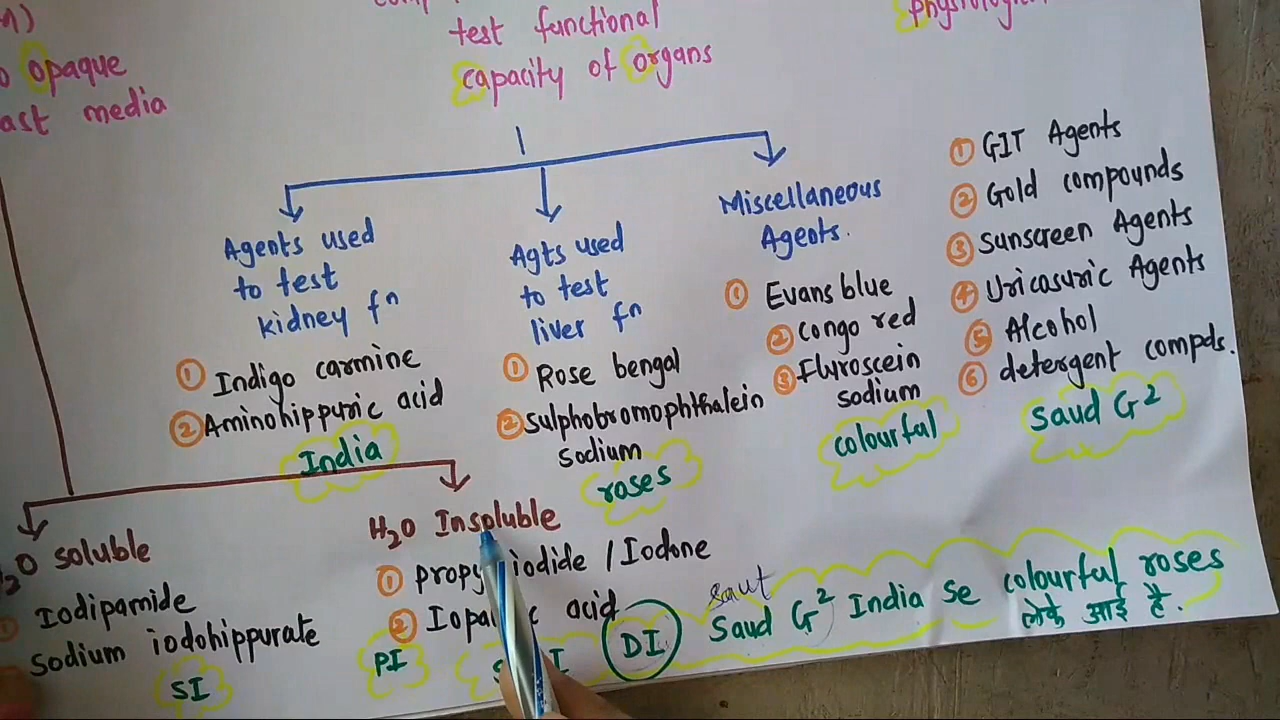 opaque
media
test functional
capacity of organs
Agents used
to test
kidney fⁿ
① Indigo carmine
② Aminohippuric acid
India
Agts used
to test
liver fⁿ
① Rose bengal
② Sulphobromophthalein
sodium
roses
Miscellaneous
Agents.
① Evans blue
② congo red
③ Fluroscein
sodium
colourful
① GIT Agents
② Gold compounds
③ Sunscreen Agents
④ Uricosuric Agents
⑤ Alcohol
⑥ detergent compds.
Saud G²
soluble
Iodipamide
Sodium iodohippurate
SI
H₂O Insoluble
① iodide / Iodone
② acid
PI
DI
saut
Saud G² India se colourful roses
लेके आई है.